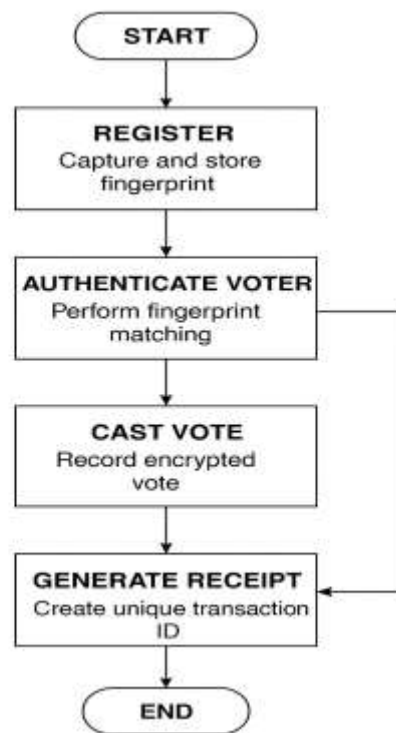 START
REGISTER
Capture and store
fingerprint
AUTHENTICATE VOTER
Perform fingerprint
matching
CAST VOTE
Record encrypted
vote
GENERATE RECEIPT
Create unique transaction
ID
END